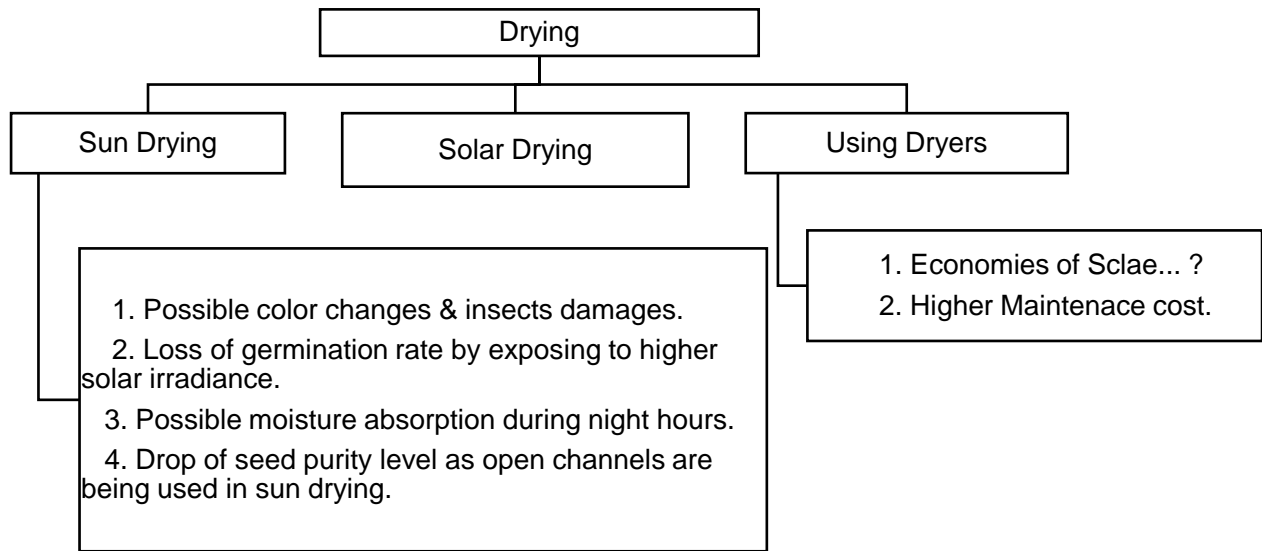 Drying
Sun Drying
Solar Drying
Using Dryers
1. Possible color changes & insects damages.
2. Loss of germination rate by exposing to higher
solar irradiance.
3. Possible moisture absorption during night hours.
4. Drop of seed purity level as open channels are
being used in sun drying.
1. Economies of Sclae... ?
2. Higher Maintenace cost.